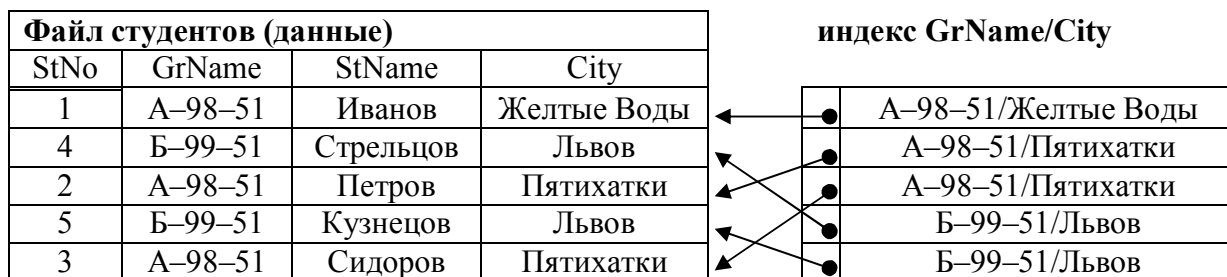 Файл студентов (данные) индекс GrName/City
StNo GrName StName City
1 А–98–51 Иванов Желтые Воды А–98–51/Желтые Воды
4 Б–99–51 Стрельцов Львов А–98–51/Пятихатки
2 А–98–51 Петров Пятихатки А–98–51/Пятихатки
5 Б–99–51 Кузнецов Львов Б–99–51/Львов
3 А–98–51 Сидоров Пятихатки Б–99–51/Львов